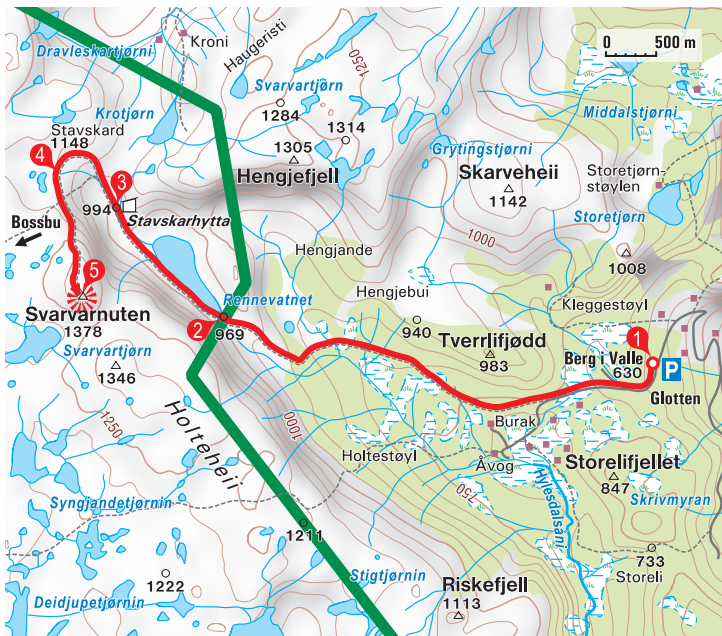 Dravleskartjørni
Kroni
Haugeristi
1250
0
500 m
Svarvartjørn
1284
1314
Middalstjørni
Krotjørn
Stavskard
1148
1305
Hengjefjell
Grytingstjørni
Skarveheii
1142
Storetjørn-
støylen
4
3
994
Stavskarhytta
Bossbu
Storetjørn
5
Hengjande
1000
1008
Svarvarnuten
1378
Rennevatnet
Hengjebui
Kleggestøyl
2
969
940
Tverrlifjødd
983
1
Berg i Valle
630
P
Glotten
Svarvartjørn
1346
1250
Holteheii
1000
Burak
Holtestøyl
Åvog
Storelifjellet
847
Skrivmyran
750
Nylesdalsåni
Syngjandetjørnin
1211
733
Storeli
1222
Stigtjørnin
Riskefjell
1113
Deidjupetjørnin